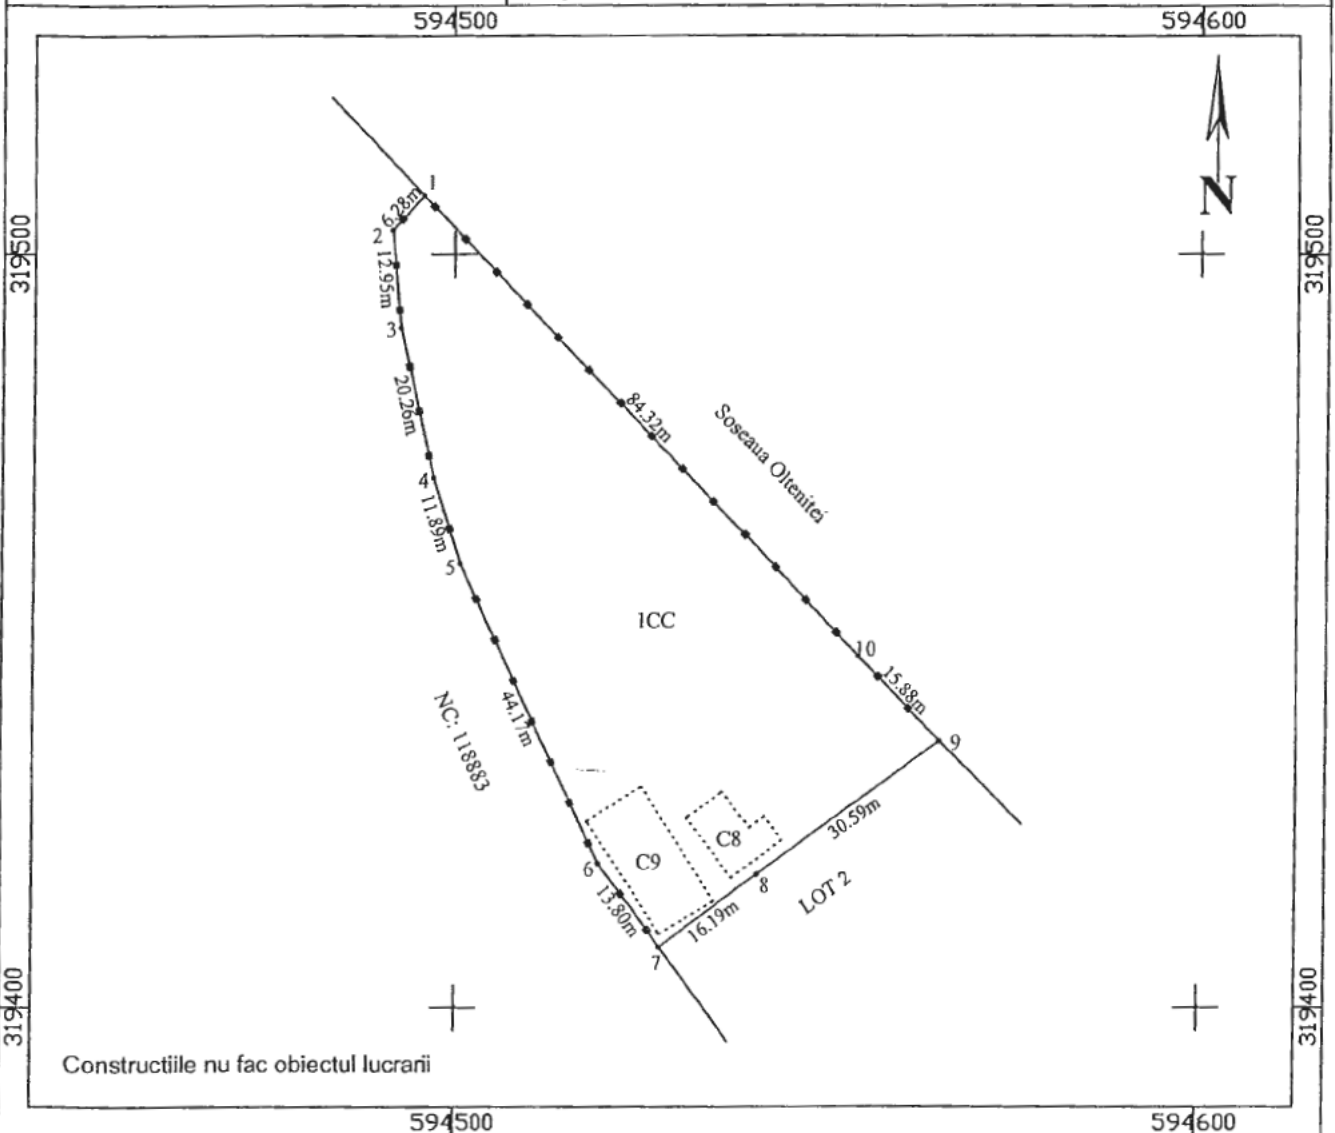 594500
594600
1
6.28m
N
2
319500
319500
12.95m
3
20.26m
84.32m
Soseaua Oltenitei
4
11.89m
5
1CC
10
15.88m
NC: 118883
44.17m
9
30.59m
C8
C9
6
8
LOT 2
13.80m
16.19m
7
319400
319400
Constructiile nu fac obiectul lucrarii
594500
594600